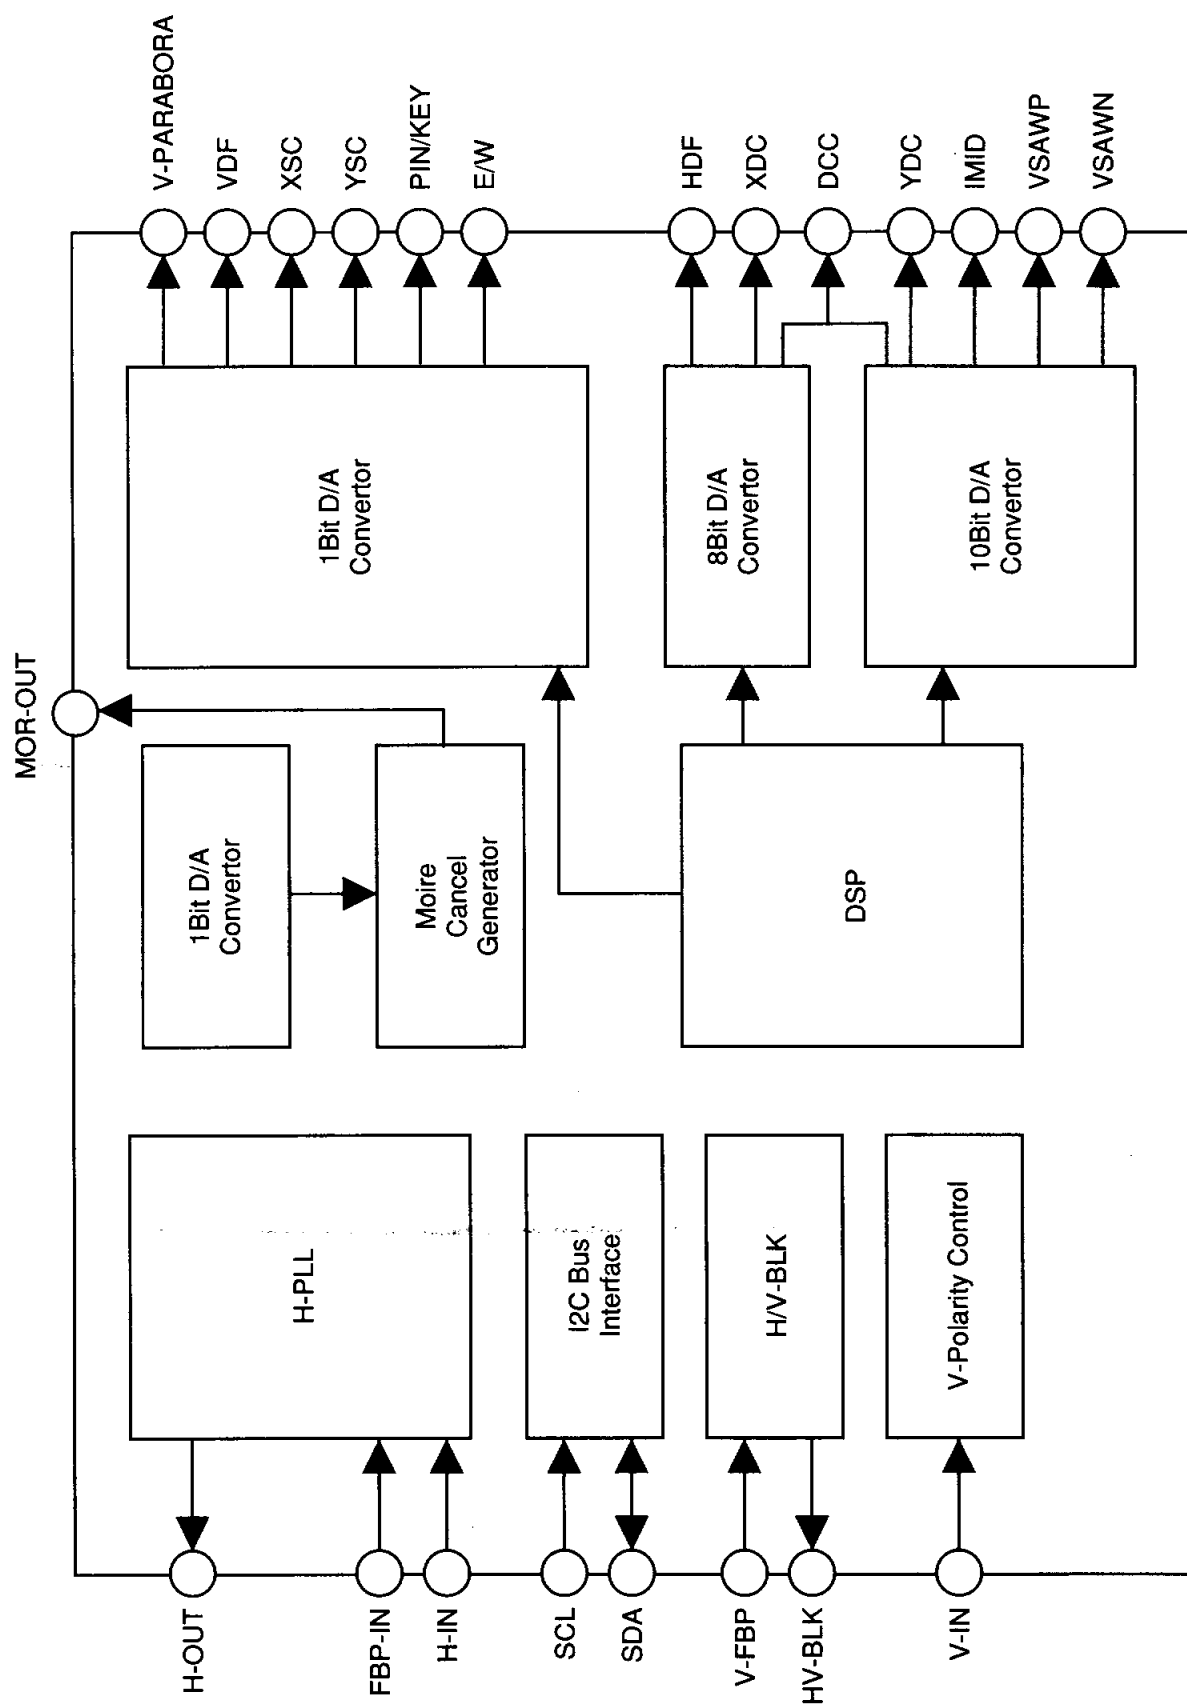 MOR-OUT
V-PARABORA
VDF
XSC
YSC
PIN/KEY
E/W
HDF
XDC
DCC
YDC
IMID
VSAWP
VSAWN
1Bit D/A
Convertor
8Bit D/A
Convertor
10Bit D/A
Convertor
1Bit D/A
Convertor
Moire
Cancel
Generator
DSP
H-PLL
I2C Bus
Interface
H/V-BLK
V-Polarity Control
H-OUT
FBP-IN
H-IN
SCL
SDA
V-FBP
HV-BLK
V-IN